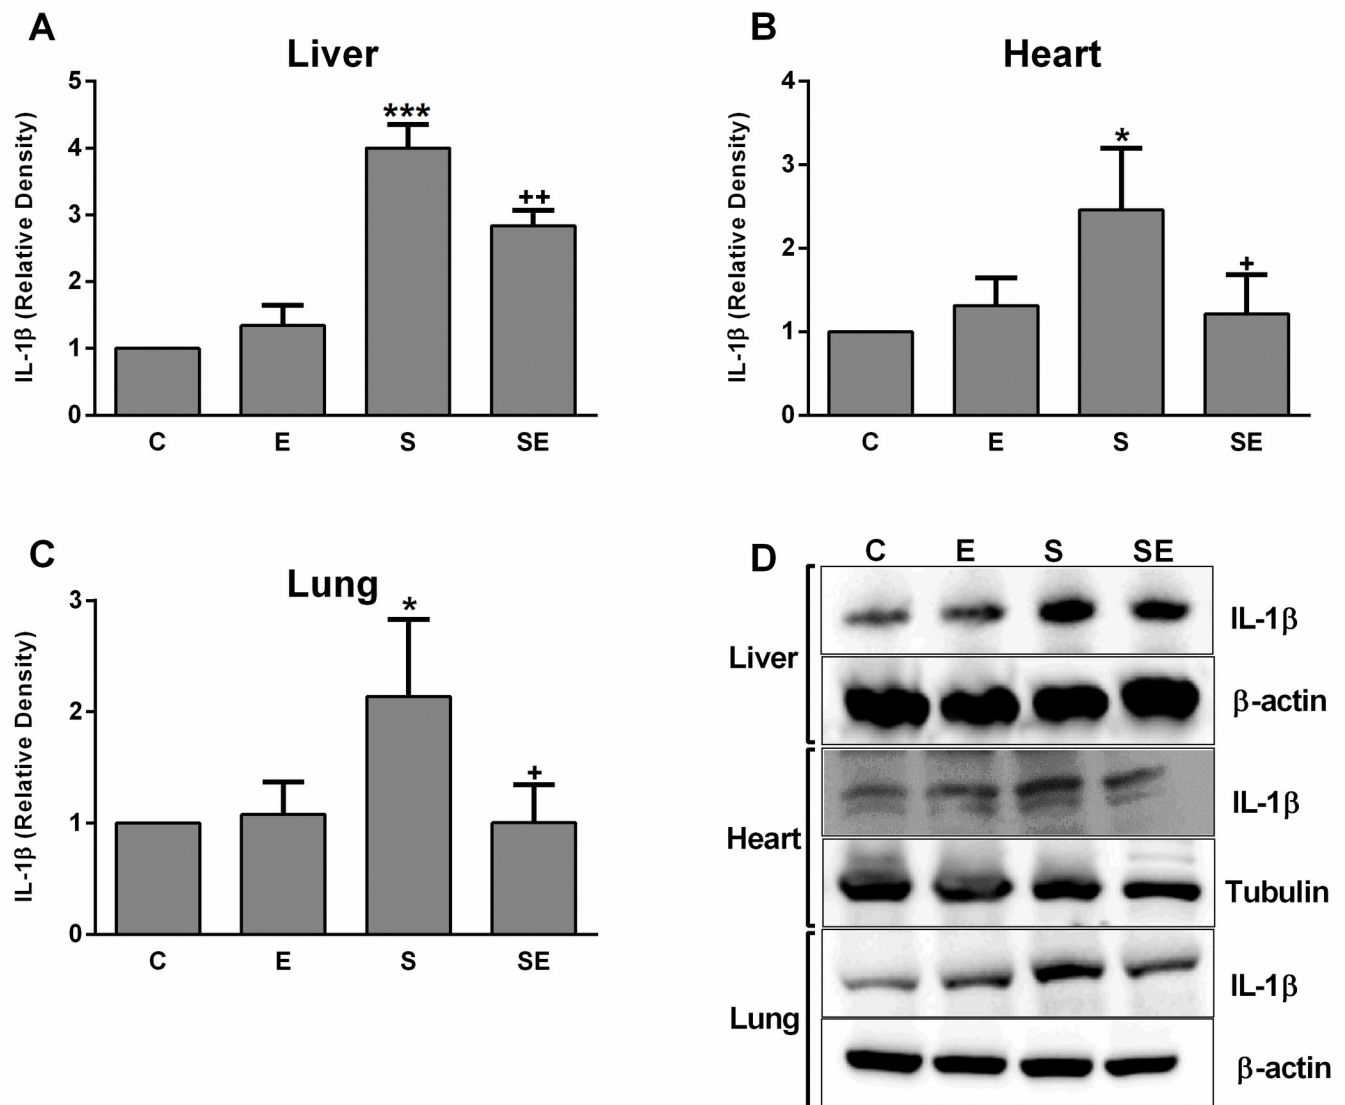 A
Liver
IL-1β (Relative Density)
5
4
3
2
1
0
***
++
C E S SE
B
Heart
IL-1β (Relative Density)
4
3
2
1
0
*
+
C E S SE
C
Lung
IL-1β (Relative Density)
3
2
1
0
*
+
C E S SE
D
C E S SE
Liver
IL-1β
β-actin
Heart
IL-1β
Tubulin
Lung
IL-1β
β-actin